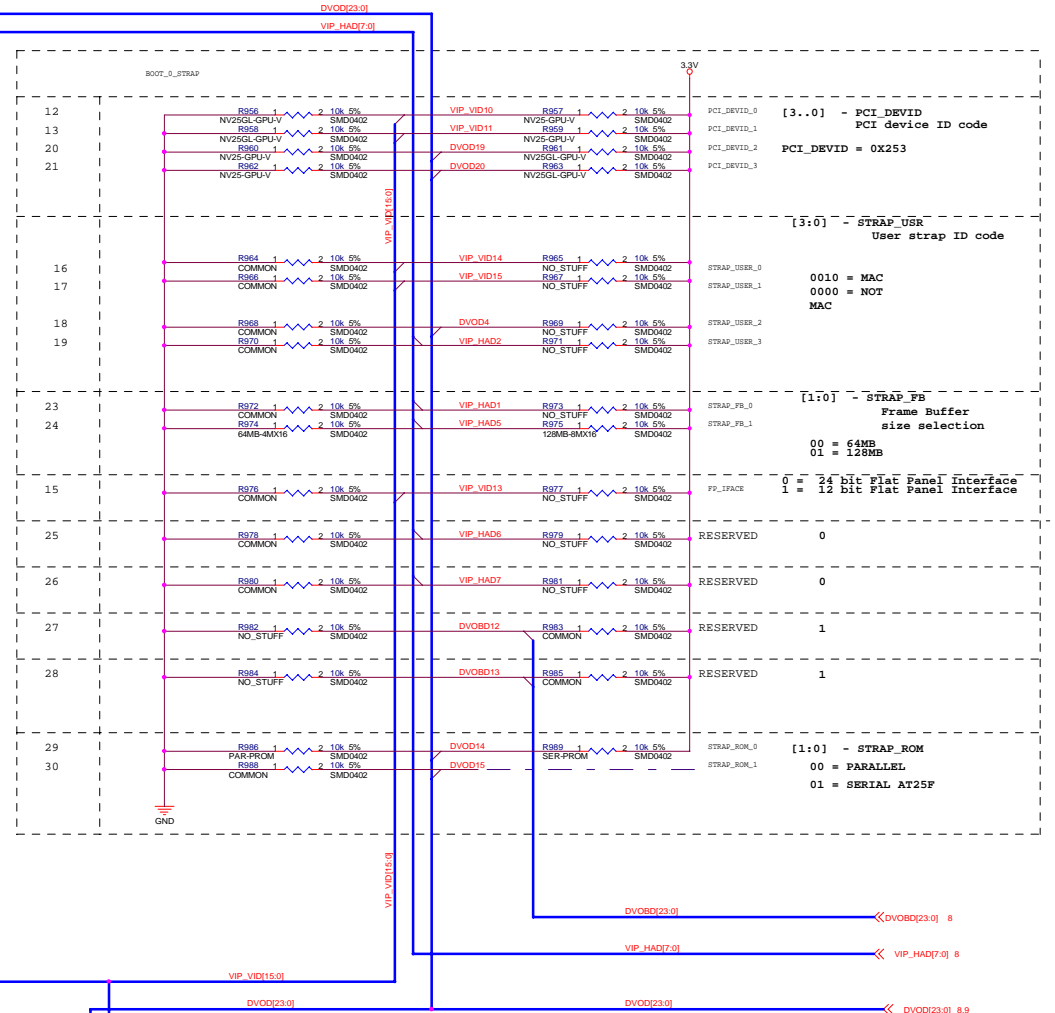 DVOD[23:0]
VIP_HAD[7:0]
BOOT_0_STRAP
3.3V
12 R956 1 2 10k 5% VIP_VID10 R957 1 2 10k 5% PCI_DEVID_0 [3..0] - PCI_DEVID
NV25GL-GPU-V SMD0402 NV25-GPU-V SMD0402 PCI device ID code
13 R958 1 2 10k 5% VIP_VID11 R959 1 2 10k 5% PCI_DEVID_1
NV25GL-GPU-V SMD0402 NV25-GPU-V SMD0402
20 R960 1 2 10k 5% DVOD19 R961 1 2 10k 5% PCI_DEVID_2 PCI_DEVID = 0X253
NV25-GPU-V SMD0402 NV25GL-GPU-V SMD0402
21 R962 1 2 10k 5% DVOD20 R963 1 2 10k 5% PCI_DEVID_3
NV25-GPU-V SMD0402 NV25GL-GPU-V SMD0402
VIP_VID[15:0]
[3:0] - STRAP_USR
User strap ID code
16 R964 1 2 10k 5% VIP_VID14 R965 1 2 10k 5% STRAP_USER_0
COMMON SMD0402 NO_STUFF SMD0402 0010 = MAC
17 R966 1 2 10k 5% VIP_VID15 R967 1 2 10k 5% STRAP_USER_1
COMMON SMD0402 NO_STUFF SMD0402 0000 = NOT
MAC
18 R968 1 2 10k 5% DVOD4 R969 1 2 10k 5% STRAP_USER_2
COMMON SMD0402 NO_STUFF SMD0402
19 R970 1 2 10k 5% VIP_HAD2 R971 1 2 10k 5% STRAP_USER_3
COMMON SMD0402 NO_STUFF SMD0402
[1:0] - STRAP_FB
23 R972 1 2 10k 5% VIP_HAD1 R973 1 2 10k 5% STRAP_FB_0 Frame Buffer
COMMON SMD0402 NO_STUFF SMD0402
24 R974 1 2 10k 5% VIP_HAD5 R975 1 2 10k 5% STRAP_FB_1 size selection
64MB-4MX16 SMD0402 128MB-8MX16 SMD0402
00 = 64MB
01 = 128MB
0 = 24 bit Flat Panel Interface
15 R976 1 2 10k 5% VIP_VID13 R977 1 2 10k 5% FP_IFACE 1 = 12 bit Flat Panel Interface
COMMON SMD0402 NO_STUFF SMD0402
25 R978 1 2 10k 5% VIP_HAD6 R979 1 2 10k 5% RESERVED 0
COMMON SMD0402 NO_STUFF SMD0402
26 R980 1 2 10k 5% VIP_HAD7 R981 1 2 10k 5% RESERVED 0
COMMON SMD0402 NO_STUFF SMD0402
27 R982 1 2 10k 5% DVOBD12 R983 1 2 10k 5% RESERVED 1
NO_STUFF SMD0402 COMMON SMD0402
28 R984 1 2 10k 5% DVOBD13 R985 1 2 10k 5% RESERVED 1
NO_STUFF SMD0402 COMMON SMD0402
29 R986 1 2 10k 5% DVOD14 R989 1 2 10k 5% STRAP_ROM_0 [1:0] - STRAP_ROM
PAR-PROM SMD0402 SER-PROM SMD0402
30 R988 1 2 10k 5% DVOD15 STRAP_ROM_1 00 = PARALLEL
COMMON SMD0402
01 = SERIAL AT25F
GND
VIP_VID[15:0]
DVOBD[23:0] DVOBD[23:0] 8
VIP_HAD[7:0] VIP_HAD[7:0] 8
VIP_VID[15:0]
DVOD[23:0] DVOD[23:0] DVOD[23:0] 8,9